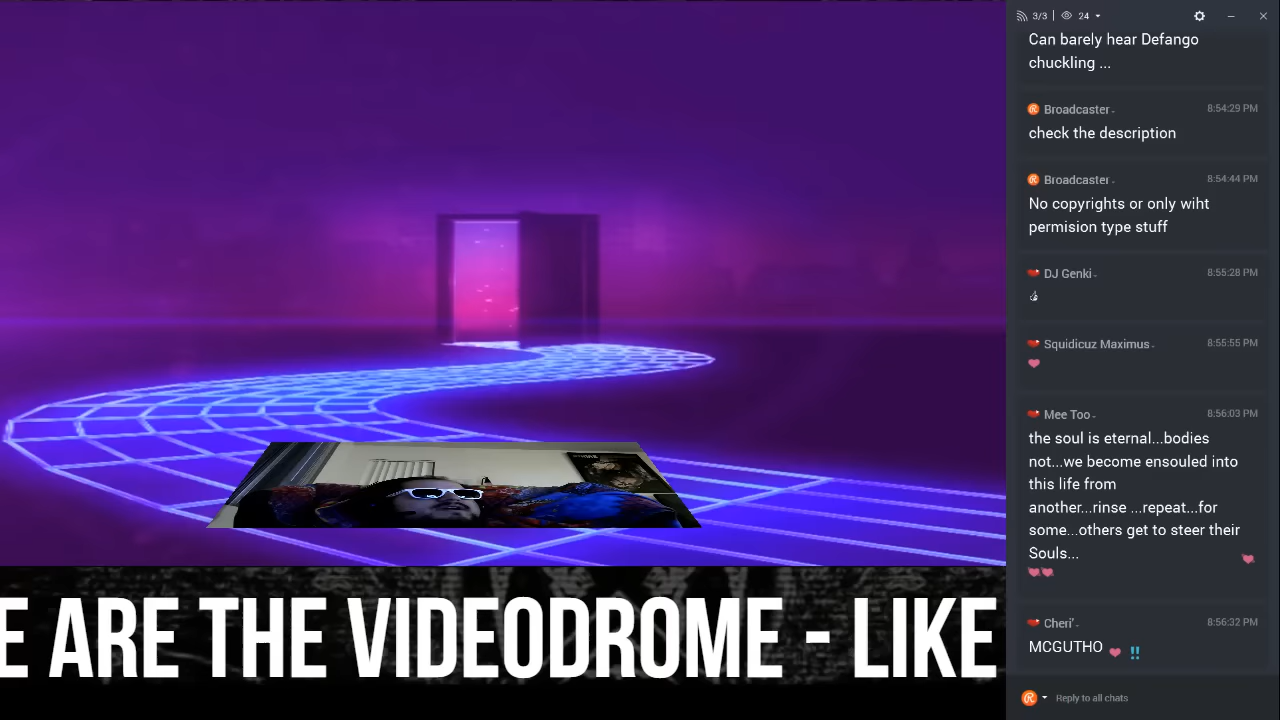 3/3
24
Can barely hear Defango
chuckling ...
Broadcaster
8:54:29 PM
check the description
Broadcaster
8:54:44 PM
No copyrights or only wiht
permision type stuff
DJ Genki
8:55:28 PM
Squidicuz Maximus
8:55:55 PM
Mee Too
8:56:03 PM
the soul is eternal...bodies
not...we become ensouled into
this life from
another...rinse ...repeat...for
some...others get to steer their
Souls...
Cheri'
8:56:32 PM
MCGUTHO ❤ ‼
Reply to all chats
E ARE THE VIDEODROME - LIKE